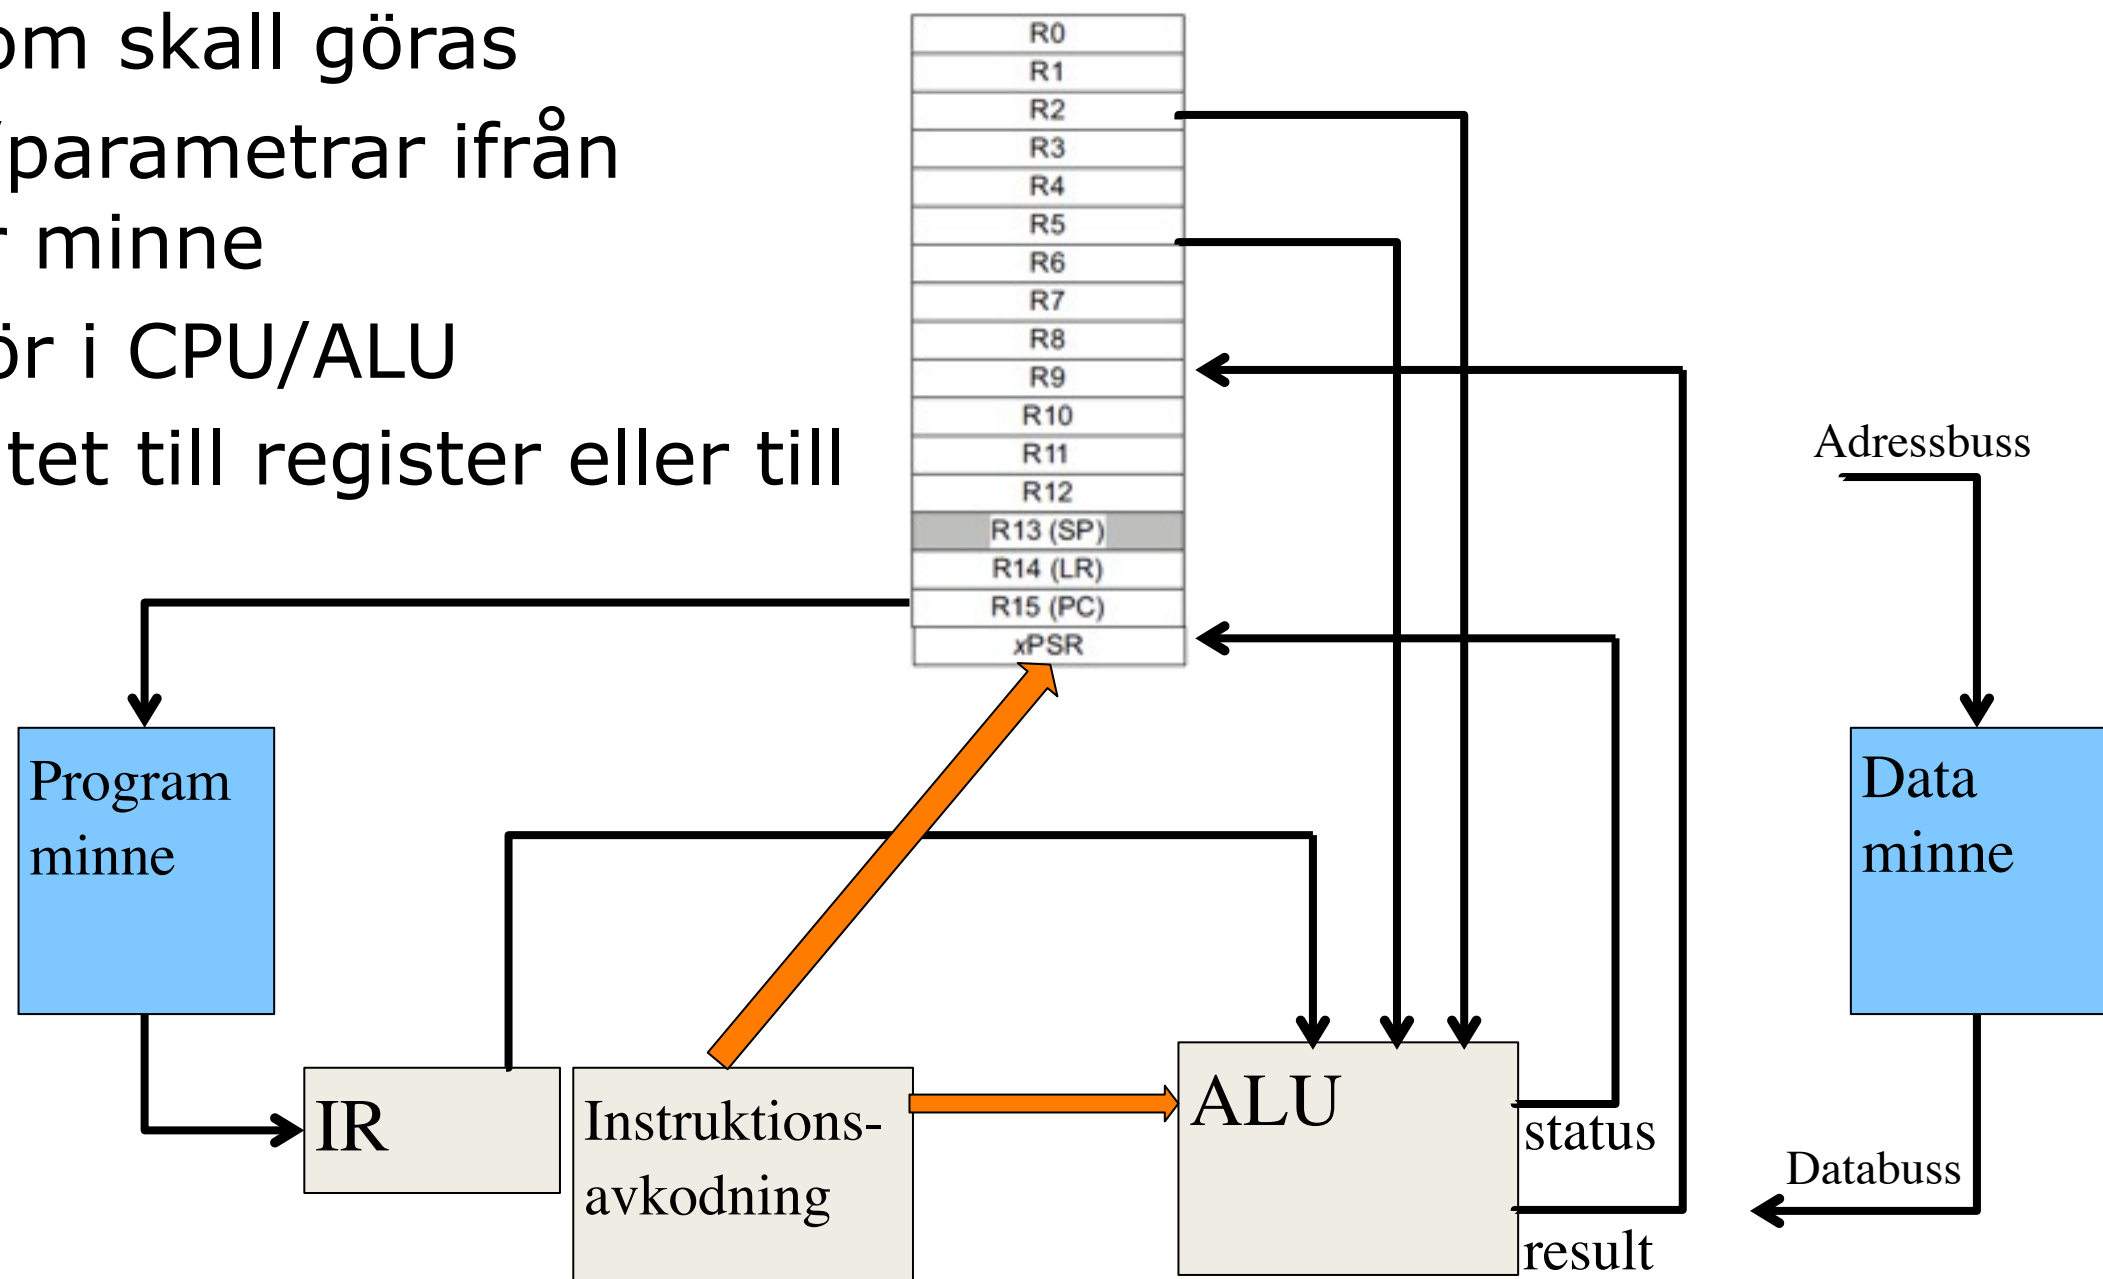 om skall göras
/parametrar ifrån
r minne
ör i CPU/ALU
tet till register eller till
R0
R1
R2
R3
R4
R5
R6
R7
R8
R9
R10
R11
R12
R13 (SP)
R14 (LR)
R15 (PC)
xPSR
Adressbuss
Program
minne
Data
minne
IR
Instruktions-
avkodning
ALU
status
Databuss
result